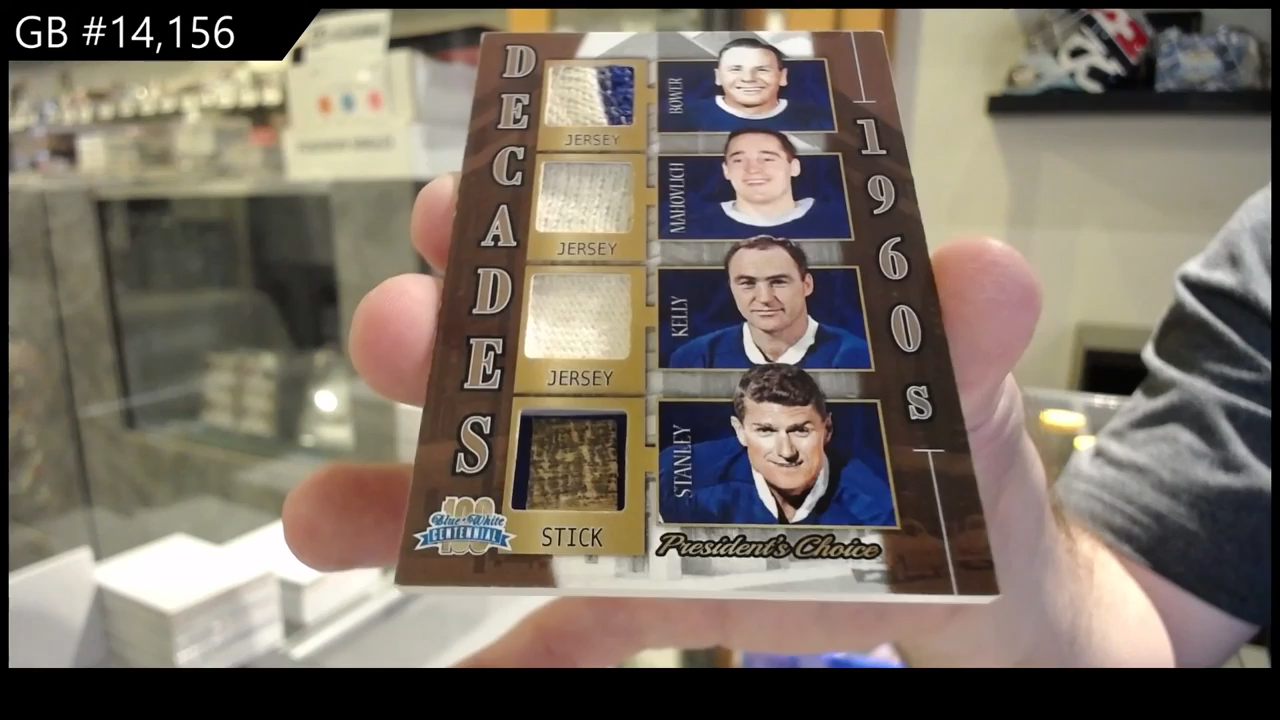 GB #14,156
DECADES
JERSEY
BOWER
JERSEY
MAHOVLICH
JERSEY
KELLY
STICK
STANLEY
1960s
100
Blue & White
CENTENNIAL
President's Choice